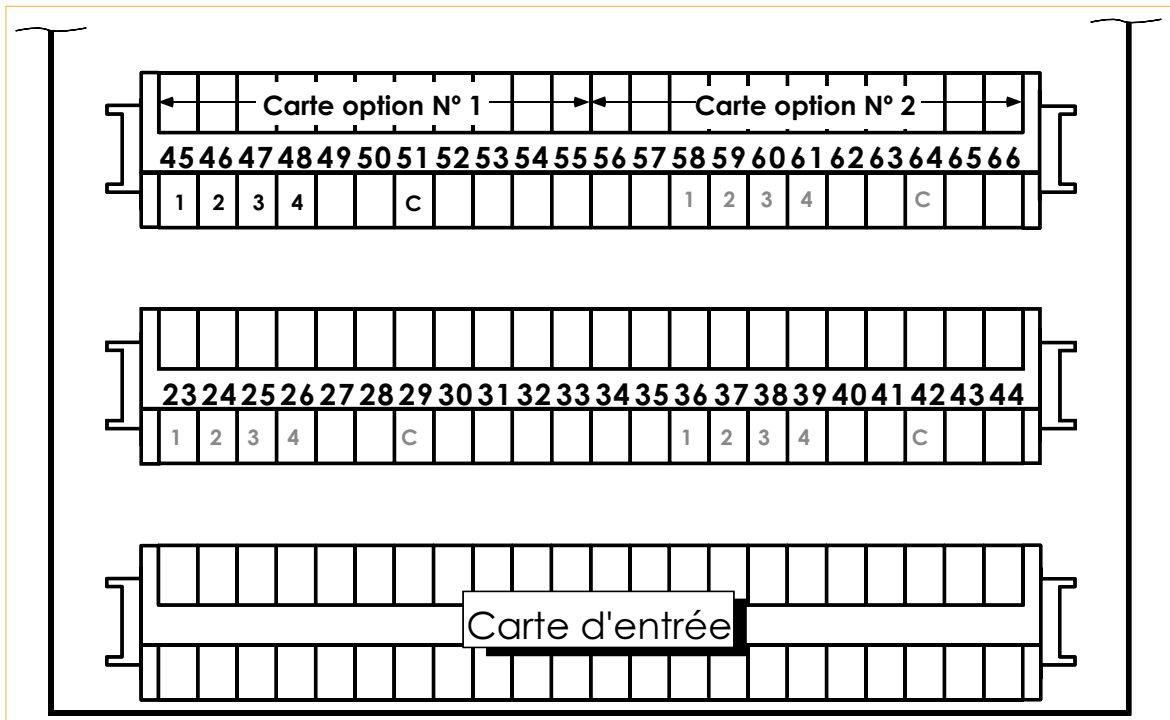 Carte option Nº 1 Carte option Nº 2
45 46 47 48 49 50 51 52 53 54 55 56 57 58 59 60 61 62 63 64 65 66
1 2 3 4 C 1 2 3 4 C
23 24 25 26 27 28 29 30 31 32 33 34 35 36 37 38 39 40 41 42 43 44
1 2 3 4 C 1 2 3 4 C
Carte d'entrée